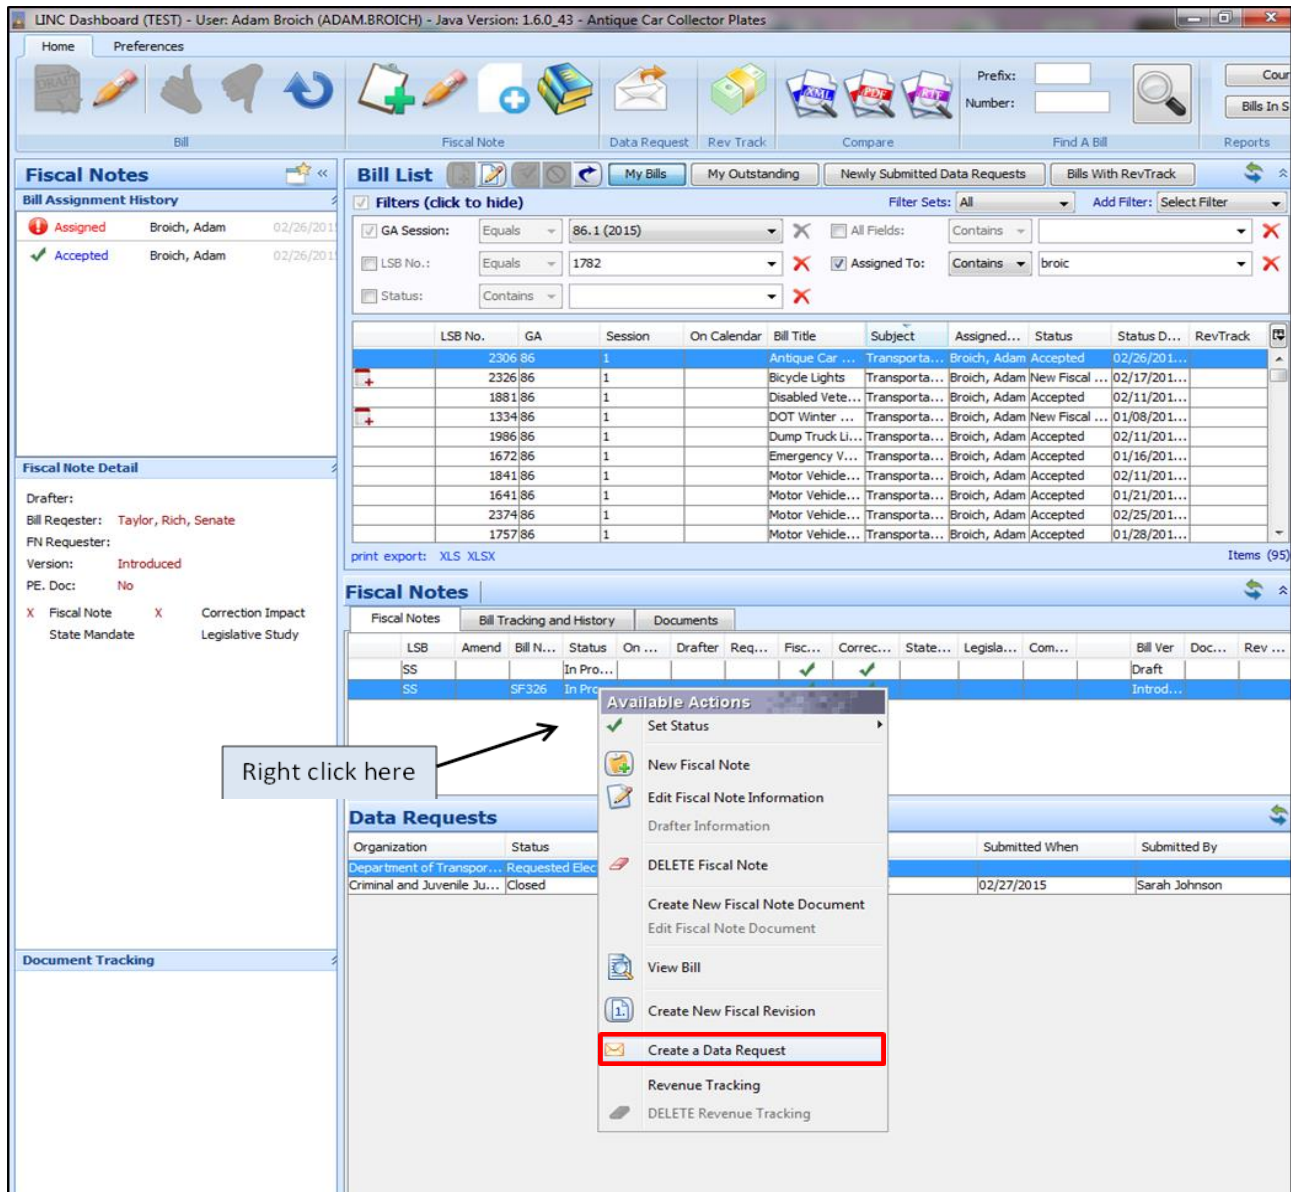 LINC Dashboard (TEST) - User: Adam Broich (ADAM.BROICH) - Java Version: 1.6.0_43 - Antique Car Collector Plates
Home Preferences
DRAFT XML PDF RTF Prefix: Cour
Number: Bills In S
Bill Fiscal Note Data Request Rev Track Compare Find A Bill Reports
Fiscal Notes «
Bill Assignment History
Assigned Broich, Adam 02/26/201
Accepted Broich, Adam 02/26/201
Fiscal Note Detail
Drafter:
Bill Reqester: Taylor, Rich, Senate
FN Requester:
Version: Introduced
PE. Doc: No
X Fiscal Note X Correction Impact
State Mandate Legislative Study
Document Tracking
Bill List My Bills My Outstanding Newly Submitted Data Requests Bills With RevTrack
Filters (click to hide) Filter Sets: All Add Filter: Select Filter
GA Session: Equals 86.1 (2015) All Fields: Contains
LSB No.: Equals 1782 Assigned To: Contains broic
Status: Contains
LSB No. GA Session On Calendar Bill Title Subject Assigned... Status Status D... RevTrack
2306 86 1 Antique Car ... Transporta... Broich, Adam Accepted 02/26/201...
2326 86 1 Bicycle Lights Transporta... Broich, Adam New Fiscal ... 02/17/201...
1881 86 1 Disabled Vete... Transporta... Broich, Adam Accepted 02/11/201...
1334 86 1 DOT Winter ... Transporta... Broich, Adam New Fiscal ... 01/08/201...
1986 86 1 Dump Truck Li... Transporta... Broich, Adam Accepted 02/11/201...
1672 86 1 Emergency V... Transporta... Broich, Adam Accepted 01/16/201...
1841 86 1 Motor Vehicle... Transporta... Broich, Adam Accepted 02/11/201...
1641 86 1 Motor Vehicle... Transporta... Broich, Adam Accepted 01/21/201...
2374 86 1 Motor Vehicle... Transporta... Broich, Adam Accepted 02/25/201...
1757 86 1 Motor Vehicle... Transporta... Broich, Adam Accepted 01/28/201...
print export: XLS XLSX Items (95)
Fiscal Notes
Fiscal Notes Bill Tracking and History Documents
LSB Amend Bill N... Status On ... Drafter Req... Fisc... Correc... State... Legisla... Com... Bill Ver Doc... Rev ...
SS In Pro... Draft
SS SF326 In Pro Introd...
Right click here
Available Actions
Set Status
New Fiscal Note
Edit Fiscal Note Information
Drafter Information
DELETE Fiscal Note
Create New Fiscal Note Document
Edit Fiscal Note Document
View Bill
1. Create New Fiscal Revision
Create a Data Request
Revenue Tracking
DELETE Revenue Tracking
Data Requests
Organization Status Submitted When Submitted By
Department of Transpor... Requested Elec
Criminal and Juvenile Ju... Closed 02/27/2015 Sarah Johnson